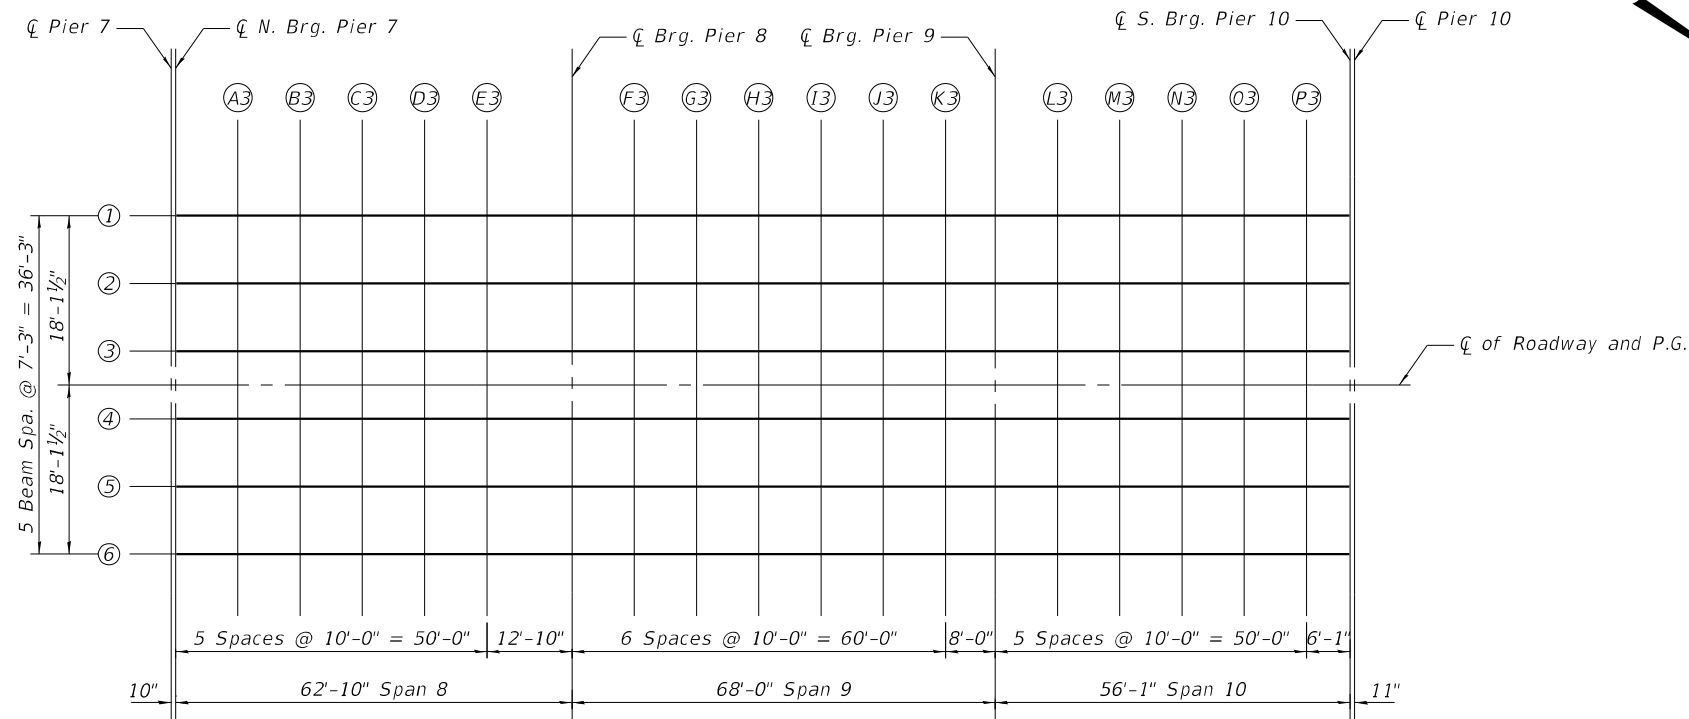 ℄ Pier 7
℄ N. Brg. Pier 7
℄ Brg. Pier 8
℄ Brg. Pier 9
℄ S. Brg. Pier 10
℄ Pier 10
A3 B3 C3 D3 E3 F3 G3 H3 I3 J3 K3 L3 M3 N3 O3 P3
1
2
3
4
5
6
5 Beam Spa. @ 7'-3" = 36'-3"
18'-1½"
18'-1½"
℄ of Roadway and P.G.
5 Spaces @ 10'-0" = 50'-0"
12'-10"
6 Spaces @ 10'-0" = 60'-0"
8'-0"
5 Spaces @ 10'-0" = 50'-0"
6'-1"
10"
62'-10" Span 8
68'-0" Span 9
56'-1" Span 10
11"